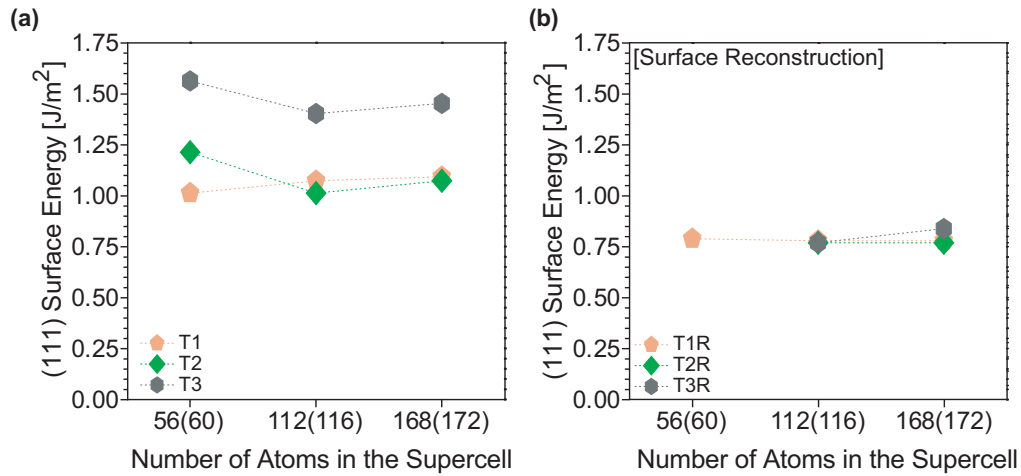 (a)
(111) Surface Energy [J/m²]
1.75
1.50
1.25
1.00
0.75
0.50
0.25
0.00
T1
T2
T3
56(60)
112(116)
168(172)
Number of Atoms in the Supercell
(b)
[Surface Reconstruction]
(111) Surface Energy [J/m²]
1.75
1.50
1.25
1.00
0.75
0.50
0.25
0.00
T1R
T2R
T3R
56(60)
112(116)
168(172)
Number of Atoms in the Supercell